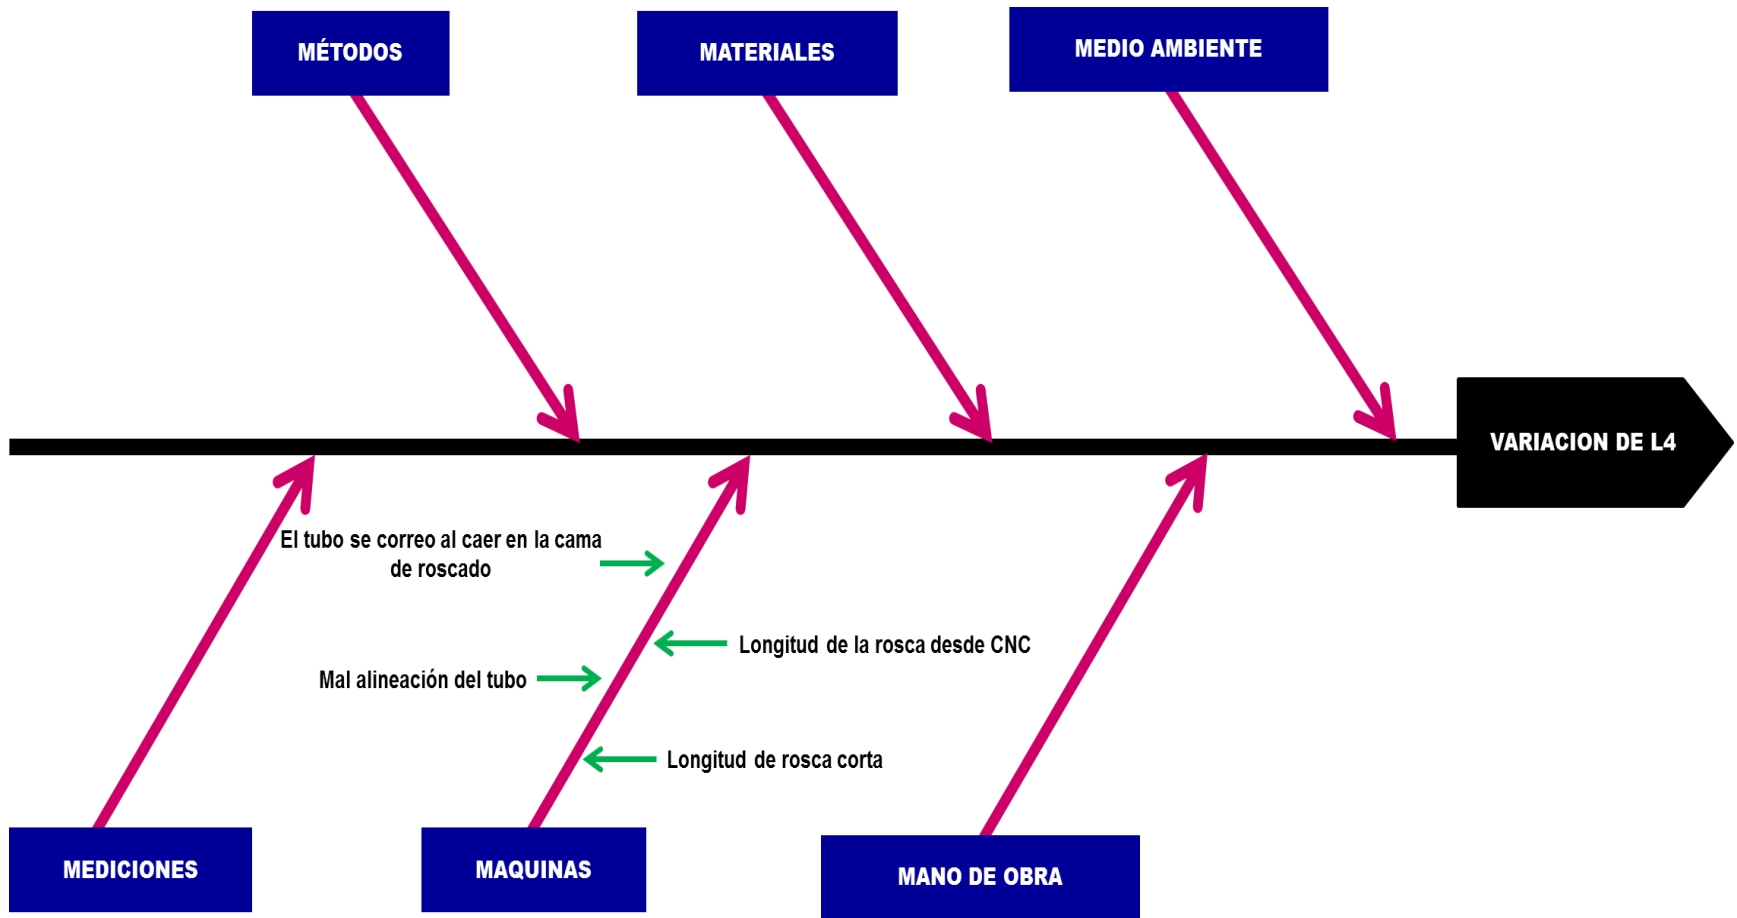 MÉTODOS
MATERIALES
MEDIO AMBIENTE
VARIACION DE L4
El tubo se correo al caer en la cama
de roscado
Longitud de la rosca desde CNC
Mal alineación del tubo
Longitud de rosca corta
MEDICIONES
MAQUINAS
MANO DE OBRA